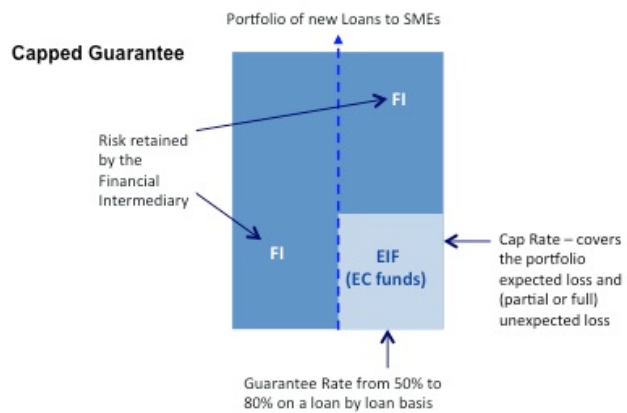 Portfolio of new Loans to SMEs
Capped Guarantee
FI
Risk retained
by the
Financial
Intermediary
FI
EIF
(EC funds)
Cap Rate – covers
the portfolio
expected loss and
(partial or full)
unexpected loss
Guarantee Rate from 50% to
80% on a loan by loan basis